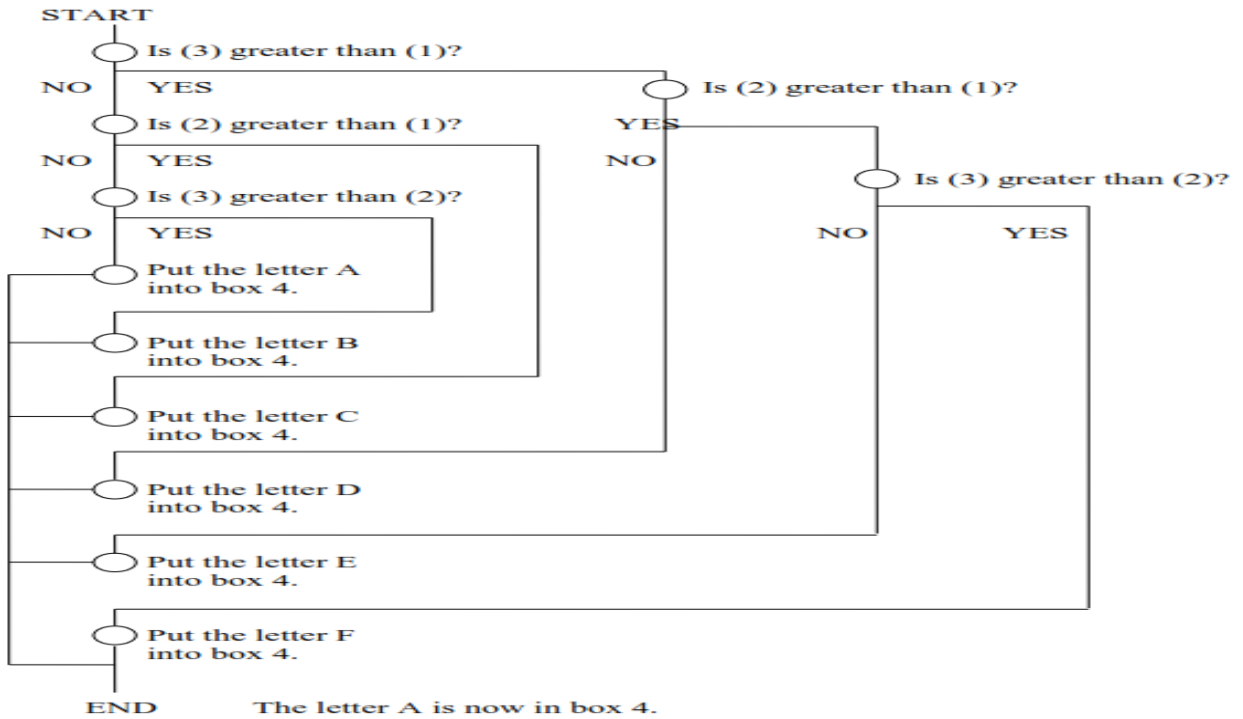 START
Is (3) greater than (1)?
NO YES
Is (2) greater than (1)?
Is (2) greater than (1)?
YES
NO YES
NO
Is (3) greater than (2)?
Is (3) greater than (2)?
NO YES
NO YES
Put the letter A
into box 4.
Put the letter B
into box 4.
Put the letter C
into box 4.
Put the letter D
into box 4.
Put the letter E
into box 4.
Put the letter F
into box 4.
END The letter A is now in box 4.